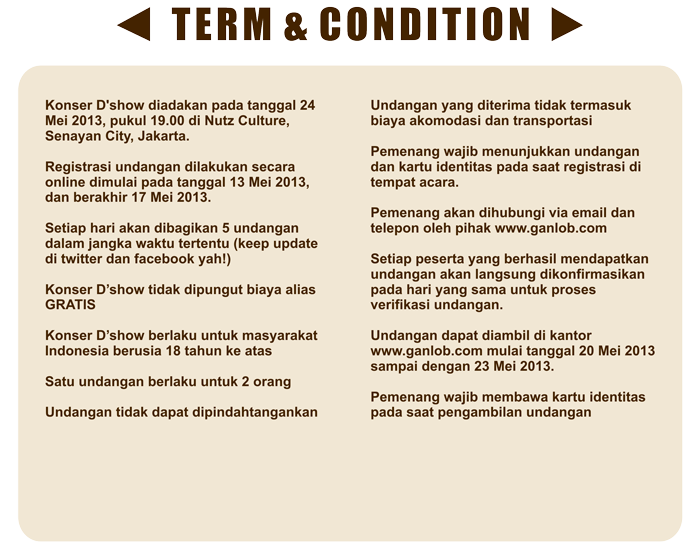 TERM & CONDITION
Konser D'show diadakan pada tanggal 24
Mei 2013, pukul 19.00 di Nutz Culture,
Senayan City, Jakarta.
Registrasi undangan dilakukan secara
online dimulai pada tanggal 13 Mei 2013,
dan berakhir 17 Mei 2013.
Setiap hari akan dibagikan 5 undangan
dalam jangka waktu tertentu (keep update
di twitter dan facebook yah!)
Konser D’show tidak dipungut biaya alias
GRATIS
Konser D’show berlaku untuk masyarakat
Indonesia berusia 18 tahun ke atas
Satu undangan berlaku untuk 2 orang
Undangan tidak dapat dipindahtangankan
Undangan yang diterima tidak termasuk
biaya akomodasi dan transportasi
Pemenang wajib menunjukkan undangan
dan kartu identitas pada saat registrasi di
tempat acara.
Pemenang akan dihubungi via email dan
telepon oleh pihak www.ganlob.com
Setiap peserta yang berhasil mendapatkan
undangan akan langsung dikonfirmasikan
pada hari yang sama untuk proses
verifikasi undangan.
Undangan dapat diambil di kantor
www.ganlob.com mulai tanggal 20 Mei 2013
sampai dengan 23 Mei 2013.
Pemenang wajib membawa kartu identitas
pada saat pengambilan undangan